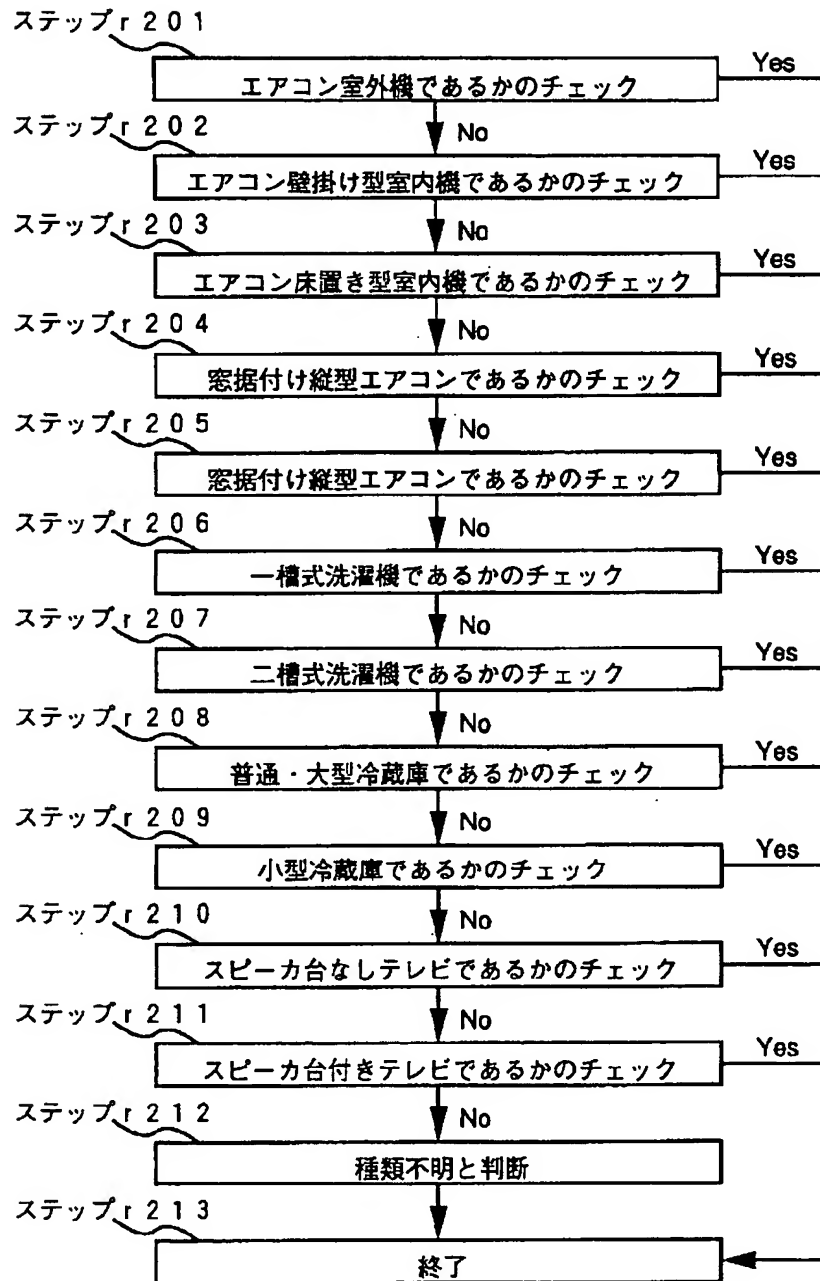 ステップr201
エアコン室外機であるかのチェック
Yes
No
ステップr202
エアコン壁掛け型室内機であるかのチェック
Yes
No
ステップr203
エアコン床置き型室内機であるかのチェック
Yes
No
ステップr204
窓据付け縦型エアコンであるかのチェック
Yes
No
ステップr205
窓据付け縦型エアコンであるかのチェック
Yes
No
ステップr206
一槽式洗濯機であるかのチェック
Yes
No
ステップr207
二槽式洗濯機であるかのチェック
Yes
No
ステップr208
普通・大型冷蔵庫であるかのチェック
Yes
No
ステップr209
小型冷蔵庫であるかのチェック
Yes
No
ステップr210
スピーカ台なしテレビであるかのチェック
Yes
No
ステップr211
スピーカ台付きテレビであるかのチェック
Yes
No
ステップr212
種類不明と判断
ステップr213
終了